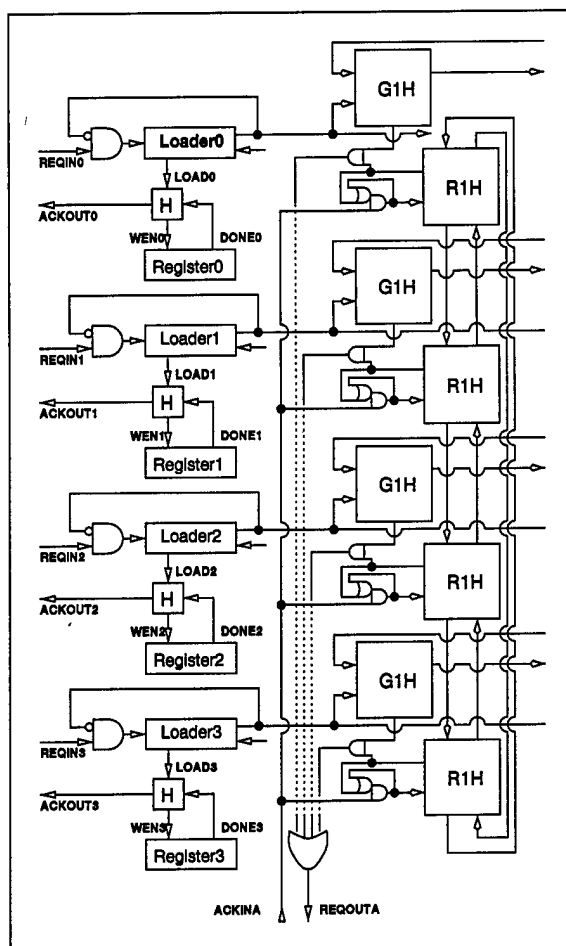 G1H
Loader0
REQIN0
LOAD0
R1H
H
ACKOUT0
WEN0
DONE0
Register0
G1H
Loader1
REQIN1
LOAD1
R1H
H
ACKOUT1
WEN1
DONE1
Register1
G1H
Loader2
REQIN2
LOAD2
R1H
H
ACKOUT2
WEN2
DONE2
Register2
G1H
Loader3
REQIN3
LOAD3
R1H
H
ACKOUT3
WEN3
DONE3
Register3
ACKINA
REQOUTA